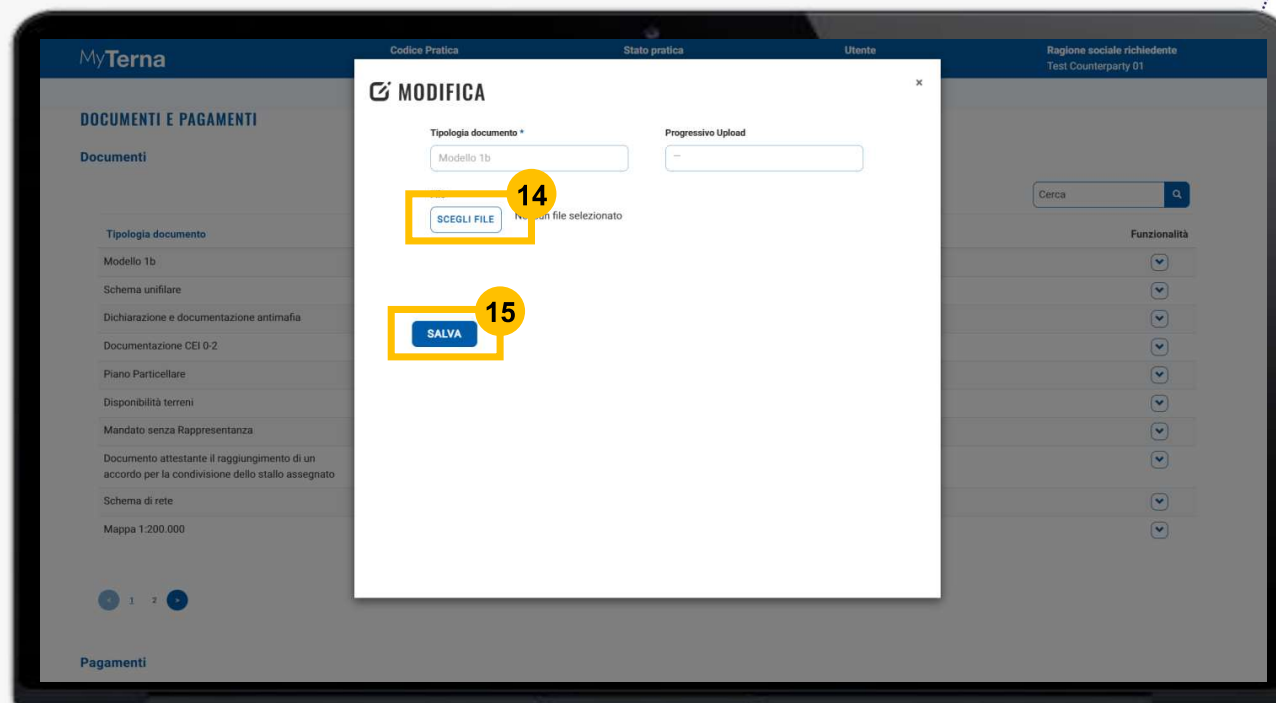 MyTerna
Codice Pratica
Stato pratica
Utente
Ragione sociale richiedente
Test Counterparty 01
MODIFICA
×
DOCUMENTI E PAGAMENTI
Tipologia documento *
Progressivo Upload
Documenti
Modello 1b
—
14
Cerca
SCEGLI FILE
file selezionato
Tipologia documento
Funzionalità
Modello 1b
Schema unifilare
15
Dichiarazione e documentazione antimafia
SALVA
Documentazione CEI 0-2
Piano Particellare
Disponibilità terreni
Mandato senza Rappresentanza
Documento attestante il raggiungimento di un
accordo per la condivisione dello stallo assegnato
Schema di rete
Mappa 1:200.000
< 1 2 >
Pagamenti